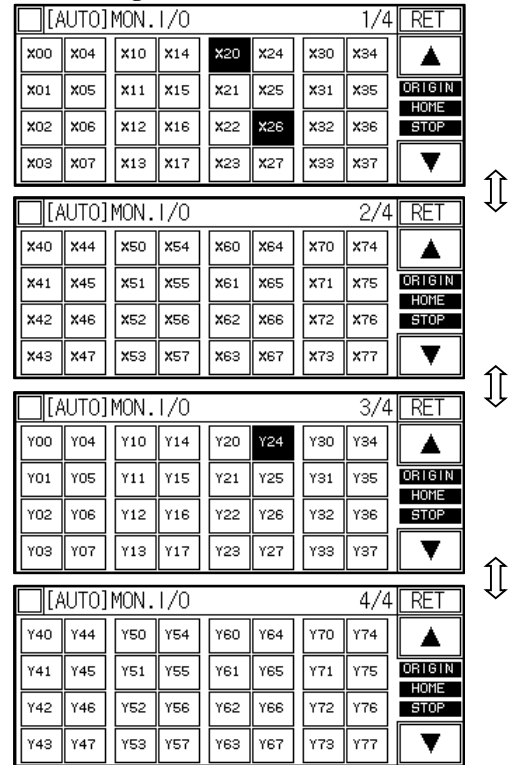 [AUTO]MON.I/O 1/4 RET
X00 X04 X10 X14 X20 X24 X30 X34 ▲
X01 X05 X11 X15 X21 X25 X31 X35 ORIGIN
HOME
X02 X06 X12 X16 X22 X26 X32 X36 STOP
X03 X07 X13 X17 X23 X27 X33 X37 ▼
[AUTO]MON.I/O 2/4 RET
X40 X44 X50 X54 X60 X64 X70 X74 ▲
X41 X45 X51 X55 X61 X65 X71 X75 ORIGIN
HOME
X42 X46 X52 X56 X62 X66 X72 X76 STOP
X43 X47 X53 X57 X63 X67 X73 X77 ▼
[AUTO]MON.I/O 3/4 RET
Y00 Y04 Y10 Y14 Y20 Y24 Y30 Y34 ▲
Y01 Y05 Y11 Y15 Y21 Y25 Y31 Y35 ORIGIN
HOME
Y02 Y06 Y12 Y16 Y22 Y26 Y32 Y36 STOP
Y03 Y07 Y13 Y17 Y23 Y27 Y33 Y37 ▼
[AUTO]MON.I/O 4/4 RET
Y40 Y44 Y50 Y54 Y60 Y64 Y70 Y74 ▲
Y41 Y45 Y51 Y55 Y61 Y65 Y71 Y75 ORIGIN
HOME
Y42 Y46 Y52 Y56 Y62 Y66 Y72 Y76 STOP
Y43 Y47 Y53 Y57 Y63 Y67 Y73 Y77 ▼